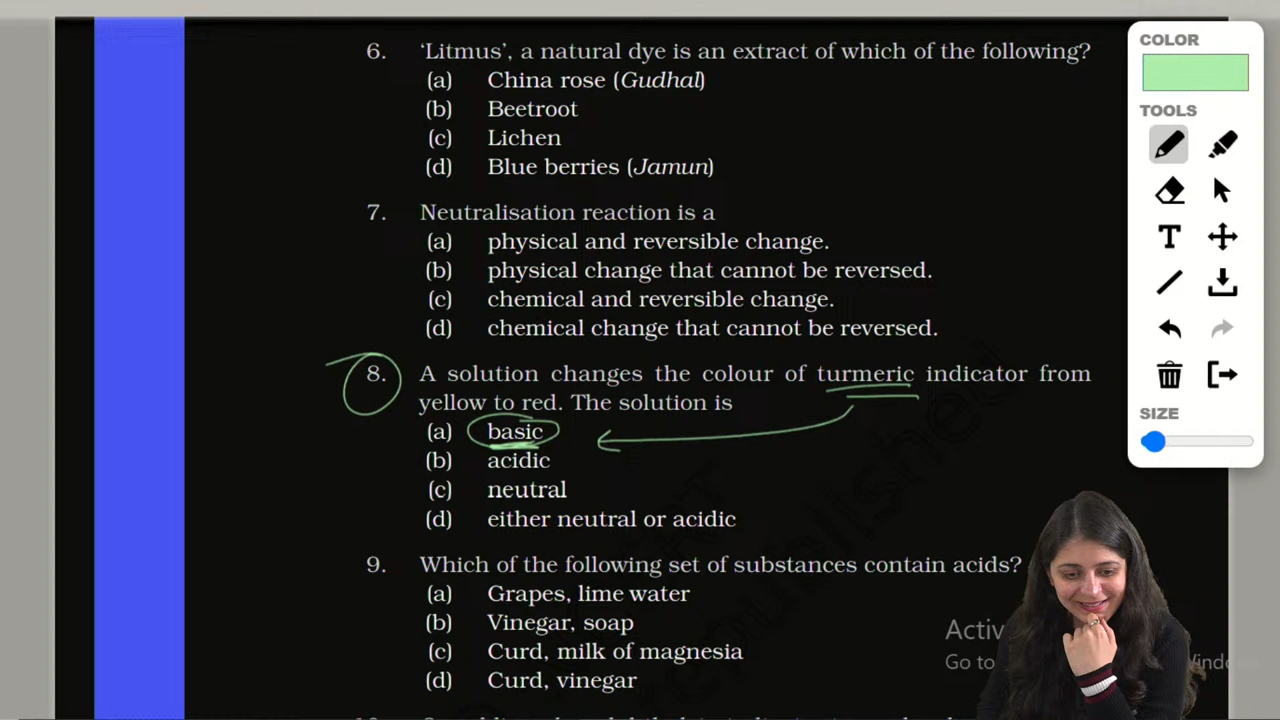 COLOR
TOOLS
T
SIZE
6. ‘Litmus’, a natural dye is an extract of which of the following?
(a) China rose (Gudhal)
(b) Beetroot
(c) Lichen
(d) Blue berries (Jamun)
7. Neutralisation reaction is a
(a) physical and reversible change.
(b) physical change that cannot be reversed.
(c) chemical and reversible change.
(d) chemical change that cannot be reversed.
8. A solution changes the colour of turmeric indicator from
yellow to red. The solution is
(a) basic
(b) acidic
(c) neutral
(d) either neutral or acidic
9. Which of the following set of substances contain acids?
(a) Grapes, lime water
(b) Vinegar, soap
(c) Curd, milk of magnesia
(d) Curd, vinegar
Go to